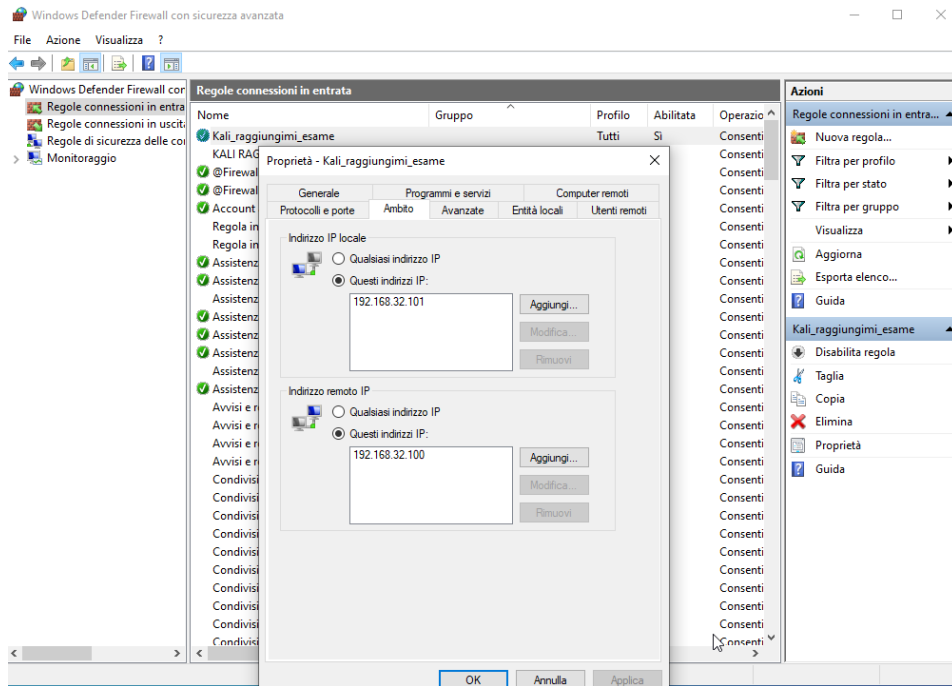 Windows Defender Firewall con sicurezza avanzata
File Azione Visualizza ?
Windows Defender Firewall cor
Regole connessioni in entra
Regole connessioni in uscita
Regole di sicurezza delle cor
Monitoraggio
Regole connessioni in entrata
Nome Gruppo Profilo Abilitata Operazio
Kali_raggiungimi_esame Tutti Sì Consenti
KALI RAG Consenti
@Firewal Consenti
@Firewal Consenti
Account Consenti
Regola in Consenti
Regola in Consenti
Assistenz Consenti
Assistenz Consenti
Assistenz Consenti
Assistenz Consenti
Assistenz Consenti
Assistenz Consenti
Assistenz Consenti
Assistenz Consenti
Avvisi e r Consenti
Avvisi e r Consenti
Avvisi e r Consenti
Avvisi e r Consenti
Condivisi Consenti
Condivisi Consenti
Condivisi Consenti
Condivisi Consenti
Condivisi Consenti
Condivisi Consenti
Condivisi Consenti
Condivisi Consenti
Condivisi Consenti
Condivisi Consenti
Proprietà - Kali_raggiungimi_esame
Generale Programmi e servizi Computer remoti
Protocolli e porte Ambito Avanzate Entità locali Utenti remoti
Indirizzo IP locale
Qualsiasi indirizzo IP
Questi indirizzi IP:
192.168.32.101
Aggiungi...
Modifica...
Rimuovi
Indirizzo remoto IP
Qualsiasi indirizzo IP
Questi indirizzi IP:
192.168.32.100
Aggiungi...
Modifica...
Rimuovi
OK Annulla Applica
Azioni
Regole connessioni in entra...
Nuova regola...
Filtra per profilo
Filtra per stato
Filtra per gruppo
Visualizza
Aggiorna
Esporta elenco...
Guida
Kali_raggiungimi_esame
Disabilita regola
Taglia
Copia
Elimina
Proprietà
Guida